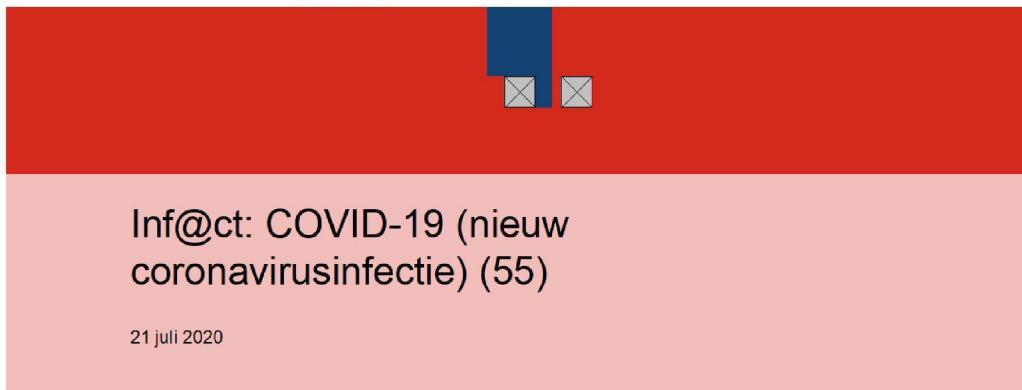 Inf@ct: COVID-19 (nieuw
coronavirusinfectie) (55)
21 juli 2020